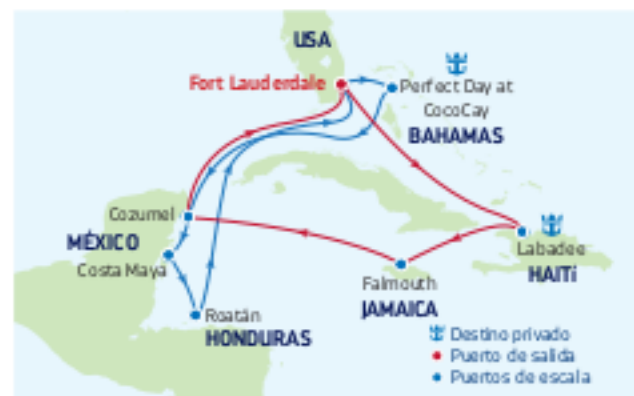 USA
Fort Lauderdale
Perfect Day at
CocoCay
BAHAMAS
Cozumel
MÉXICO
Costa Maya
Labadee
HAITí
Falmouth
JAMAICA
Roatán
HONDURAS
Destino privado
Puerto de salida
Puertos de escala